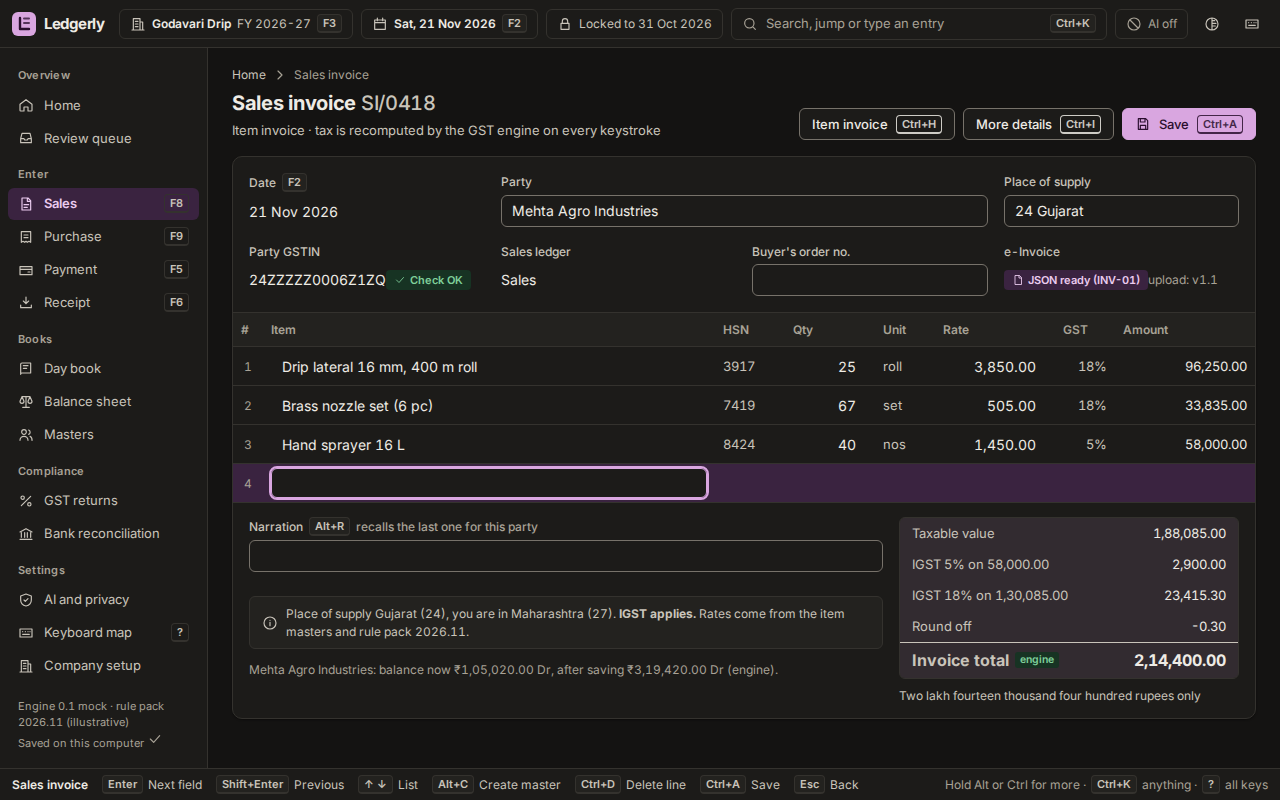 Ledgerly
Godavari Drip FY 2026-27 F3
Sat, 21 Nov 2026 F2
Locked to 31 Oct 2026
Search, jump or type an entry Ctrl+K
AI off
Overview
Home
Review queue
Enter
Sales F8
Purchase F9
Payment F5
Receipt F6
Books
Day book
Balance sheet
Masters
Compliance
GST returns
Bank reconciliation
Settings
AI and privacy
Keyboard map ?
Company setup
Engine 0.1 mock · rule pack
2026.11 (illustrative)
Saved on this computer
Home > Sales invoice
Sales invoice SI/0418
Item invoice · tax is recomputed by the GST engine on every keystroke
Item invoice Ctrl+H
More details Ctrl+I
Save Ctrl+A
Date F2
21 Nov 2026
Party
Mehta Agro Industries
Place of supply
24 Gujarat
Party GSTIN
24ZZZZZ0006Z1ZQ Check OK
Sales ledger
Sales
Buyer's order no.
e-Invoice
JSON ready (INV-01) upload: v1.1
# Item HSN Qty Unit Rate GST Amount
1 Drip lateral 16 mm, 400 m roll 3917 25 roll 3,850.00 18% 96,250.00
2 Brass nozzle set (6 pc) 7419 67 set 505.00 18% 33,835.00
3 Hand sprayer 16 L 8424 40 nos 1,450.00 5% 58,000.00
4
Narration Alt+R recalls the last one for this party
Place of supply Gujarat (24), you are in Maharashtra (27). IGST applies. Rates come from the item
masters and rule pack 2026.11.
Mehta Agro Industries: balance now ₹1,05,020.00 Dr, after saving ₹3,19,420.00 Dr (engine).
Taxable value 1,88,085.00
IGST 5% on 58,000.00 2,900.00
IGST 18% on 1,30,085.00 23,415.30
Round off -0.30
Invoice total engine 2,14,400.00
Two lakh fourteen thousand four hundred rupees only
Sales invoice Enter Next field Shift+Enter Previous ↑↓ List Alt+C Create master Ctrl+D Delete line Ctrl+A Save Esc Back
Hold Alt or Ctrl for more · Ctrl+K anything · ? all keys